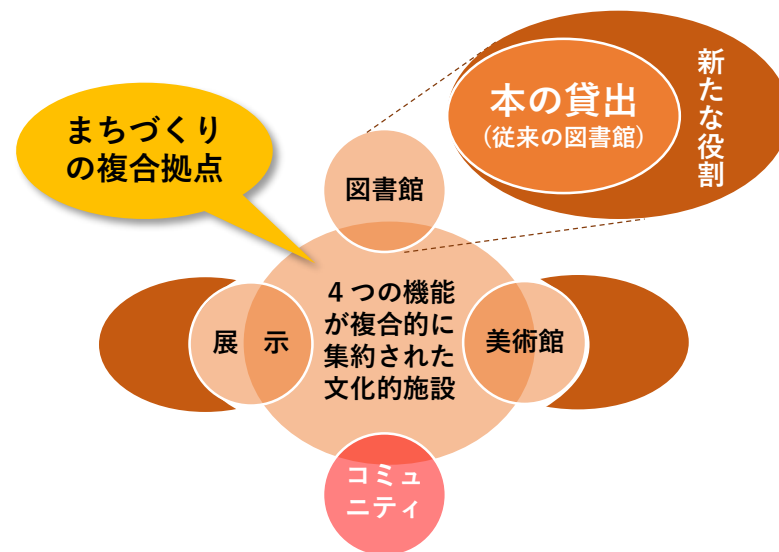 まちづくり
の複合拠点
本の貸出
(従来の図書館)
新たな役割
図書館
4つの機能
が複合的に
集約された
文化的施設
展　示
美術館
コミュ
ニティ